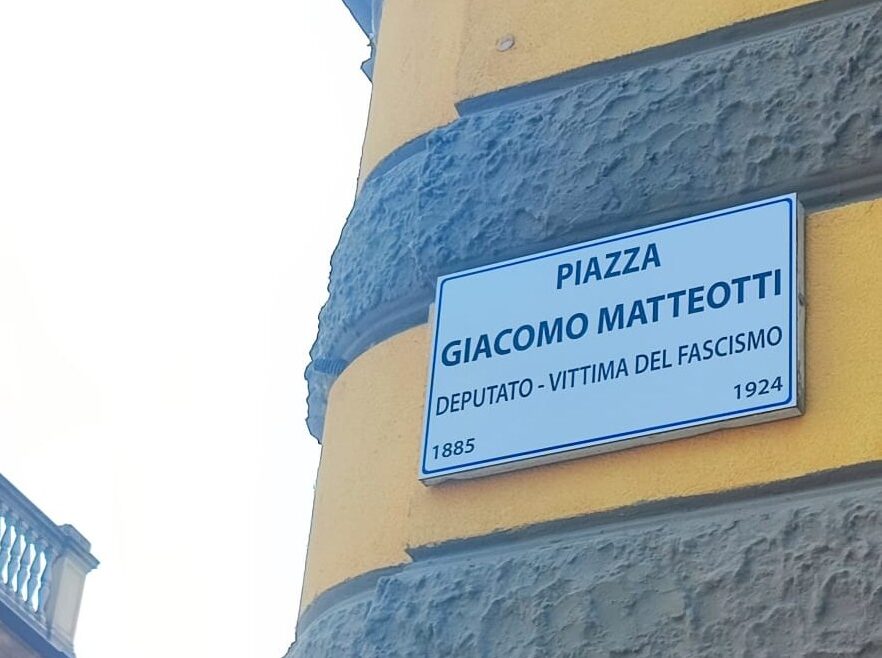 PIAZZA
GIACOMO MATTEOTTI
DEPUTATO - VITTIMA DEL FASCISMO
1885 1924